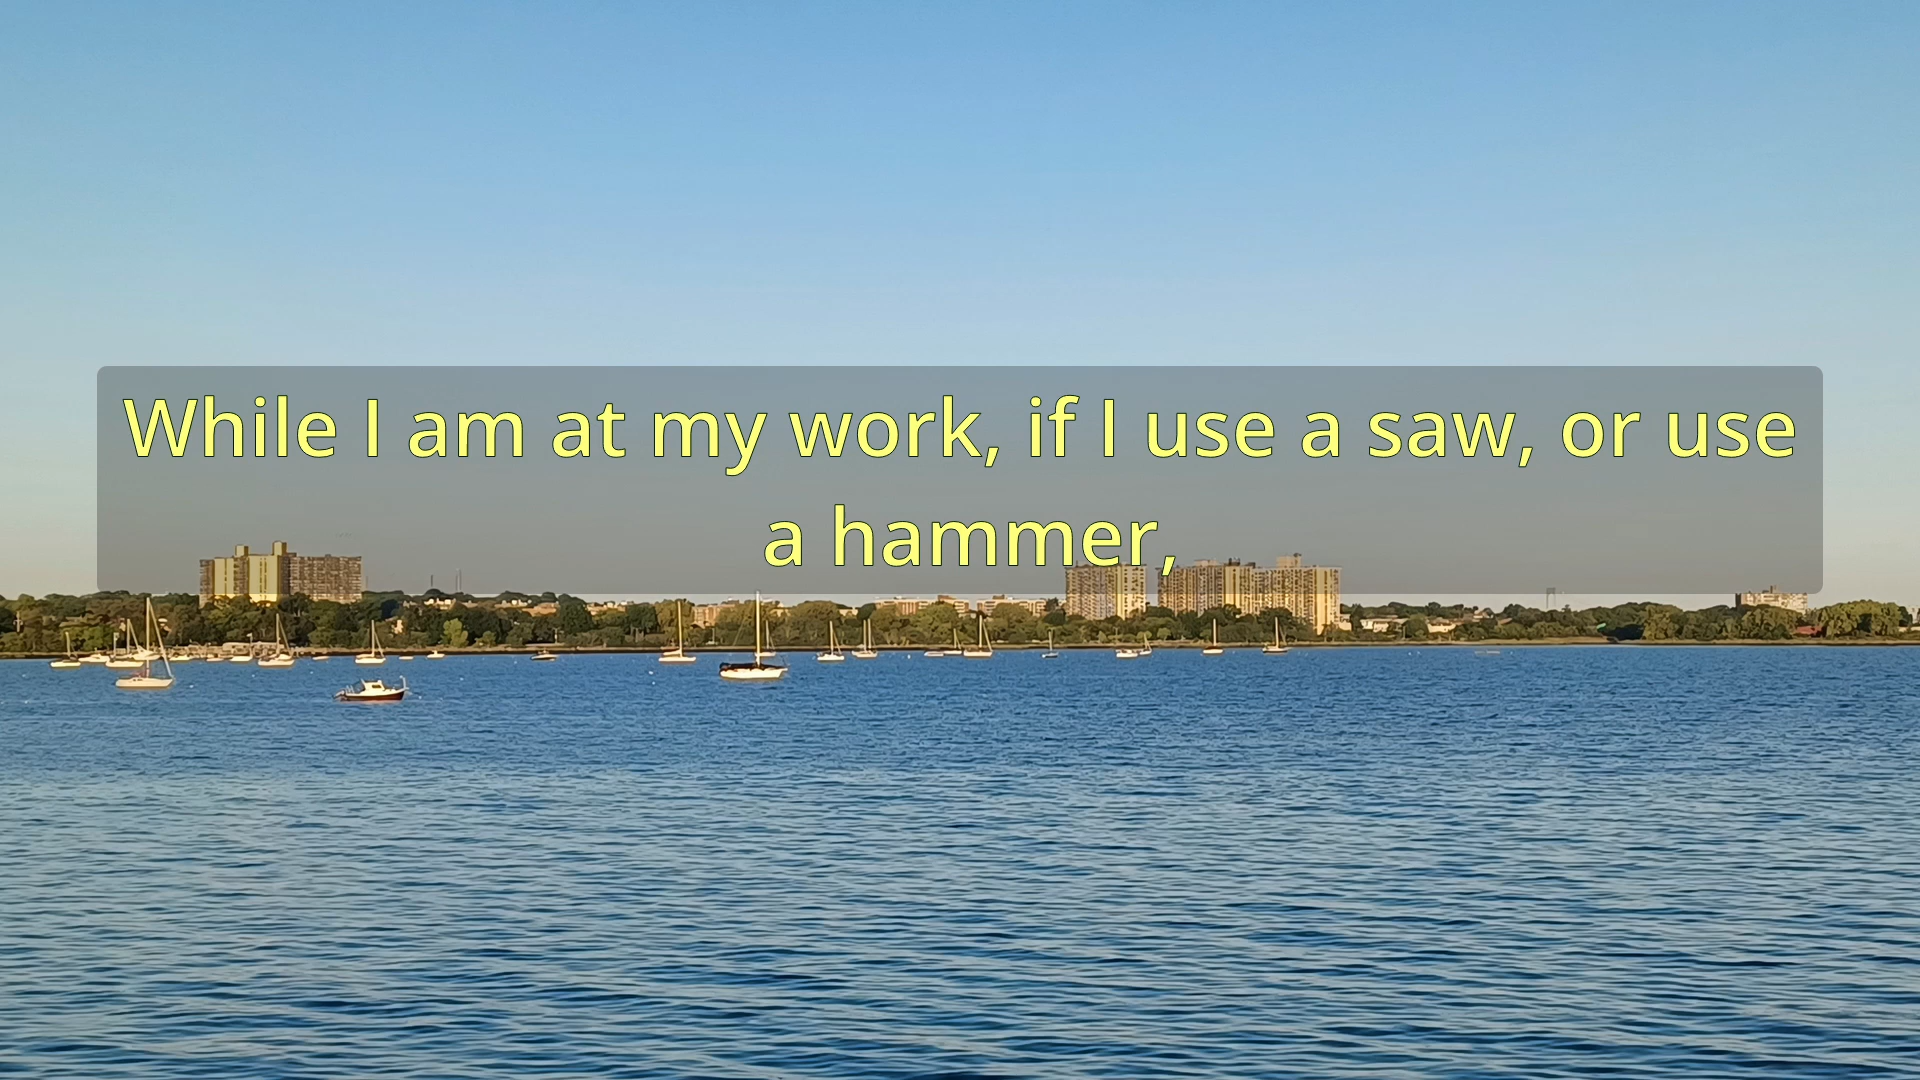 While I am at my work, if I use a saw, or use
a hammer,